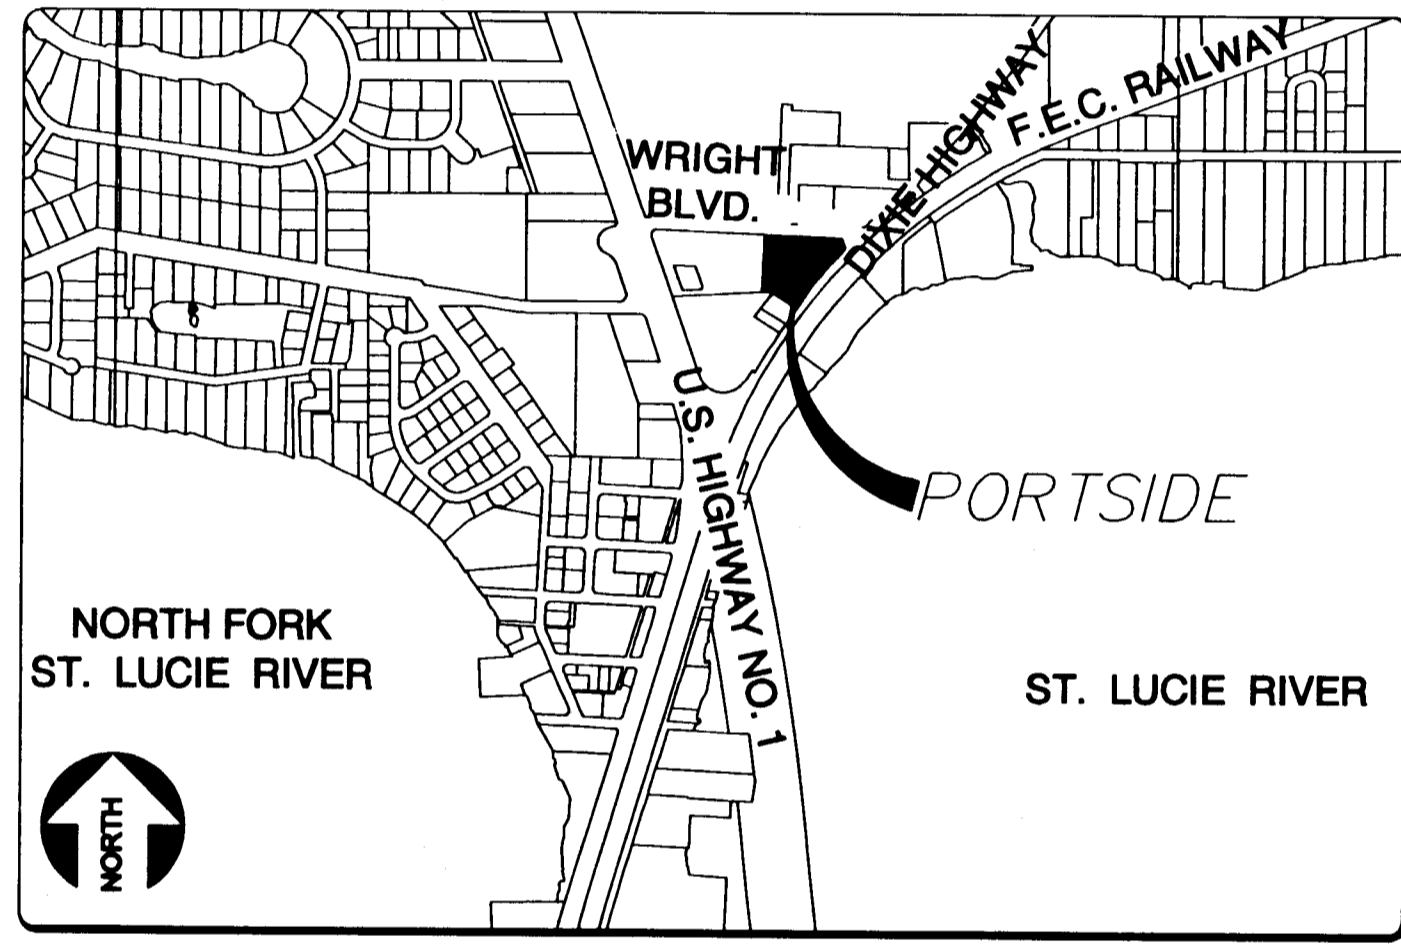 WRIGHT
BLVD.
DIXIE HIGHWAY
F.E.C. RAILWAY
U.S. HIGHWAY NO. 1
PORTSIDE
NORTH FORK
ST. LUCIE RIVER
ST. LUCIE RIVER
NORTH